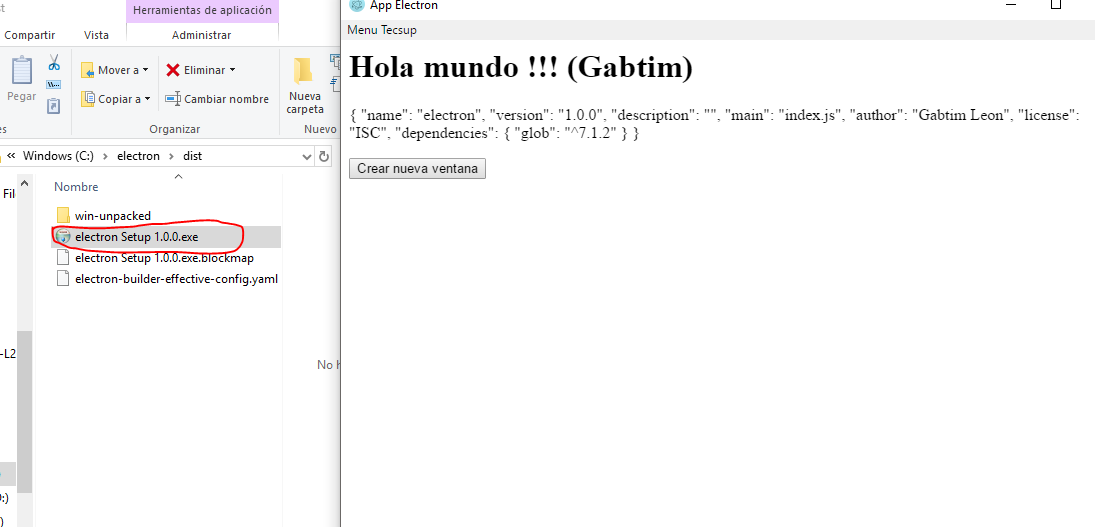 st
Herramientas de aplicación
Compartir
Vista
Administrar
Pegar
Mover a
Copiar a
Eliminar
Cambiar nombre
Nueva
carpeta
es
Organizar
Nuevo
« Windows (C:) > electron > dist
Fil
Nombre
win-unpacked
electron Setup 1.0.0.exe
electron Setup 1.0.0.exe.blockmap
electron-builder-effective-config.yaml
-L2
No h
App Electron
Menu Tecsup
Hola mundo !!! (Gabtim)
{ "name": "electron", "version": "1.0.0", "description": "", "main": "index.js", "author": "Gabtim Leon", "license":
"ISC", "dependencies": { "glob": "^7.1.2" } }
Crear nueva ventana